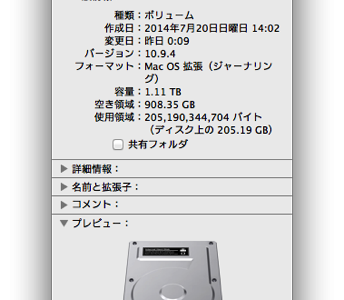 種類：ボリューム
作成日：2014年7月20日日曜日 14:02
変更日：昨日 0:09
バージョン：10.9.4
フォーマット：Mac OS 拡張（ジャーナリン
グ）
容量：1.11 TB
空き領域：908.35 GB
使用領域：205,190,344,704 バイト
（ディスク上の 205.19 GB）
共有フォルダ
詳細情報：
名前と拡張子：
コメント：
プレビュー：